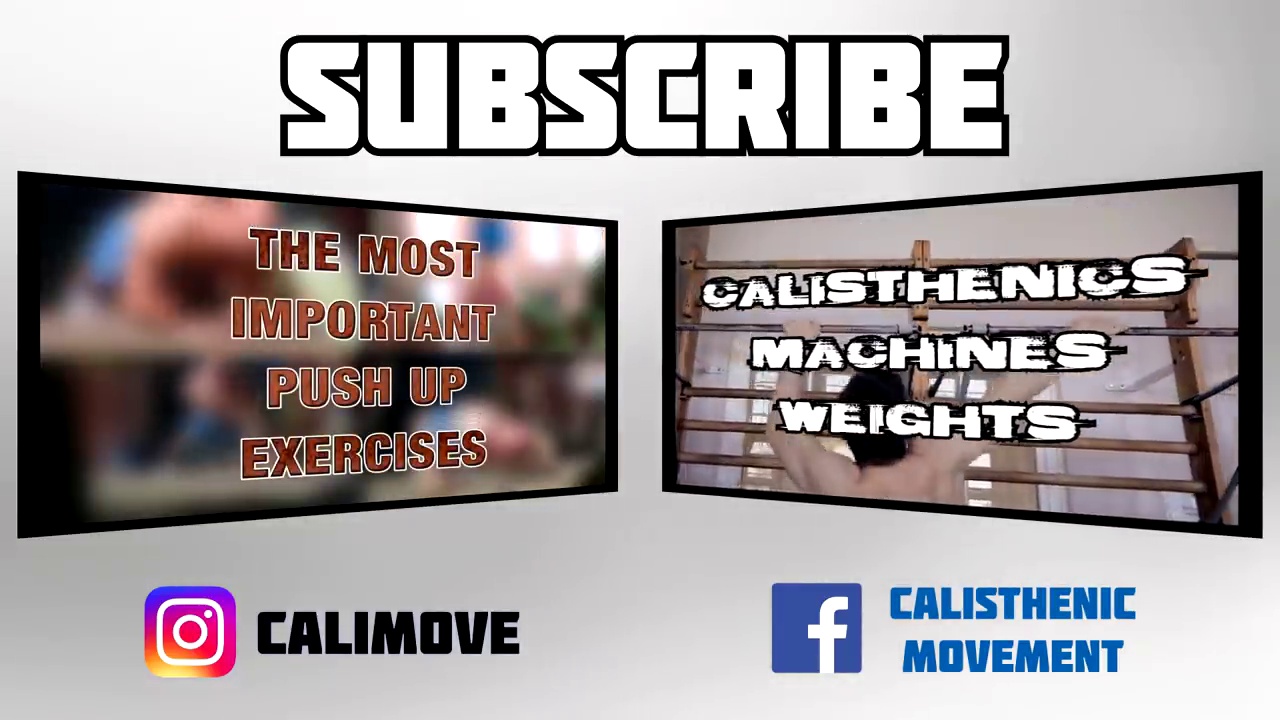 SUBSCRIBE
THE MOST
IMPORTANT
PUSH UP
EXERCISES
CALISTHENICS
MACHINES
WEIGHTS
CALIMOVE
CALISTHENIC
MOVEMENT